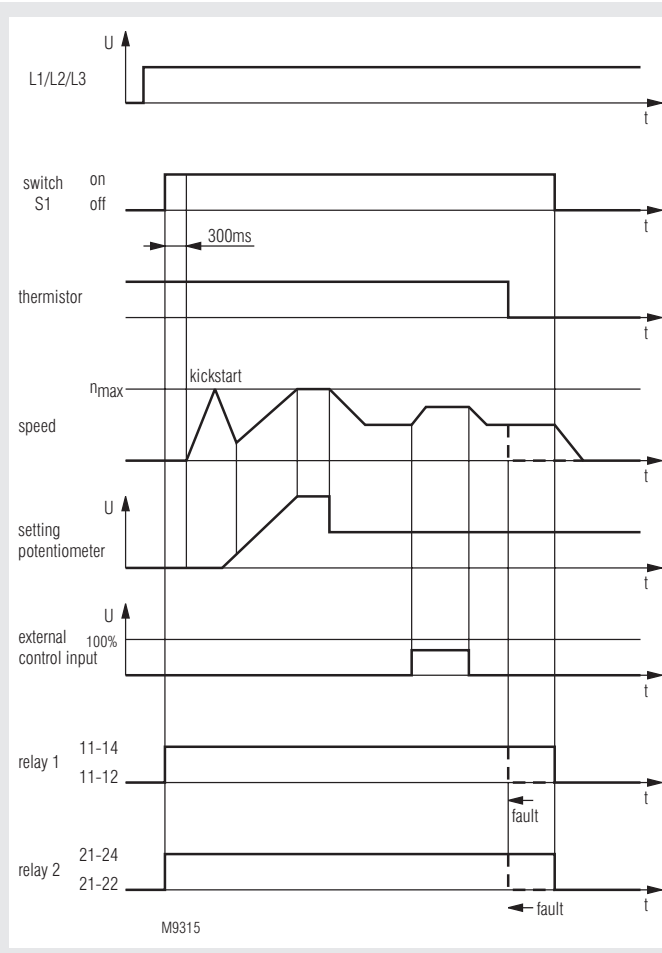 U
L1/L2/L3
t
switch on
S1 off
t
300ms
thermistor
t
kickstart
nmax
speed
t
U
setting
potentiometer
t
U
external 100%
control input
t
11-14
relay 1
11-12
t
fault
21-24
relay 2
21-22
t
fault
M9315